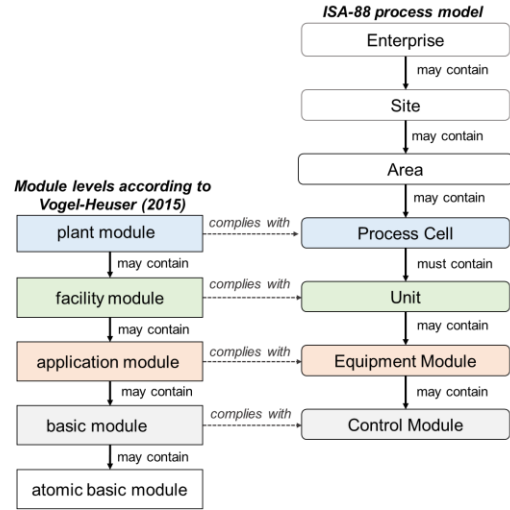 ISA-88 process model
Enterprise
may contain
Site
may contain
Area
may contain
Module levels according to
Vogel-Heuser (2015)
plant module
complies with
Process Cell
may contain
must contain
facility module
complies with
Unit
may contain
may contain
application module
complies with
Equipment Module
may contain
may contain
basic module
complies with
Control Module
may contain
atomic basic module